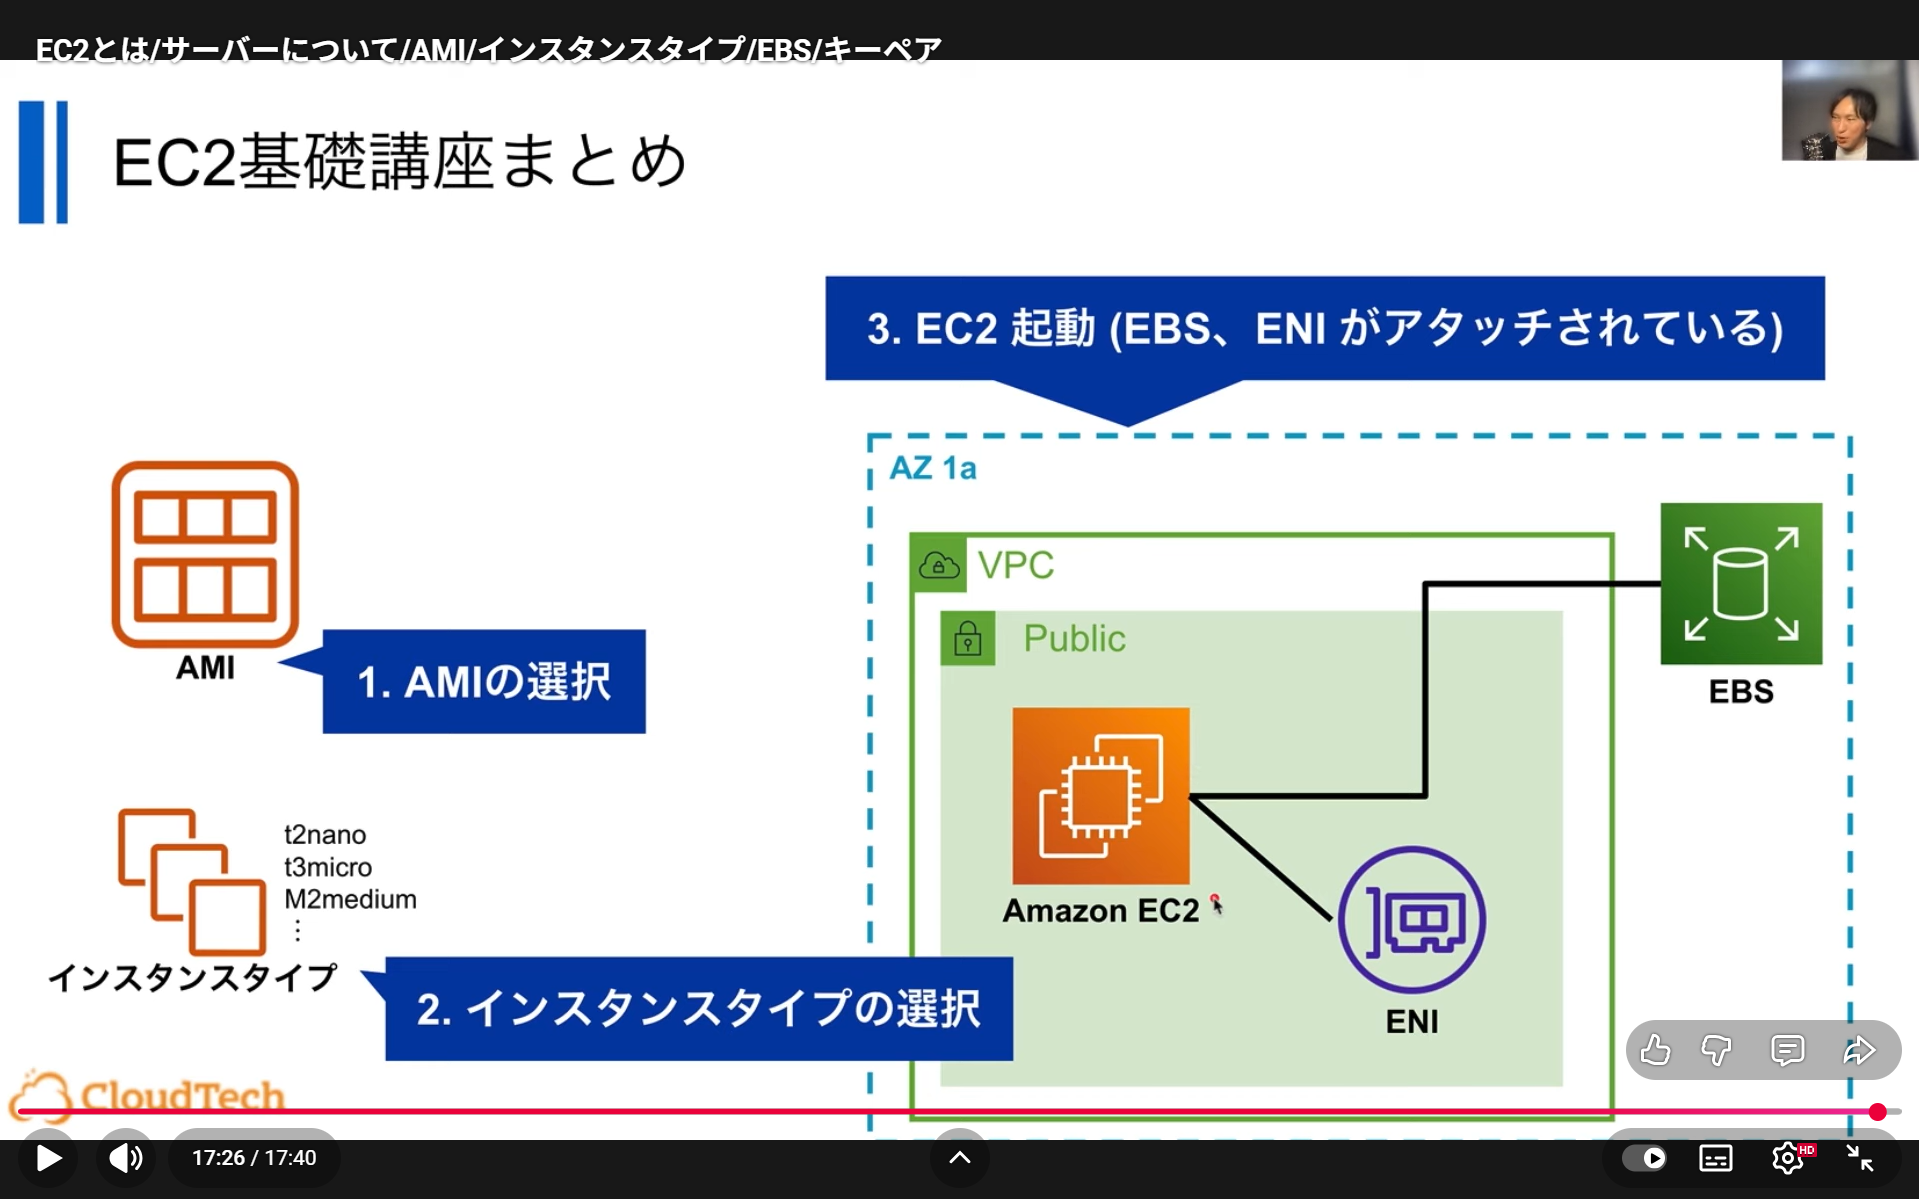 EC2とは/サーバーについて/AMI/インスタンスタイプ/EBS/キーペア
EC2基礎講座まとめ
3. EC2 起動 (EBS、ENI がアタッチされている)
AZ 1a
VPC
Public
EBS
AMI
1. AMIの選択
t2nano
t3micro
M2medium
⋮
インスタンスタイプ
2. インスタンスタイプの選択
Amazon EC2
ENI
CloudTech
17:26 / 17:40
HD